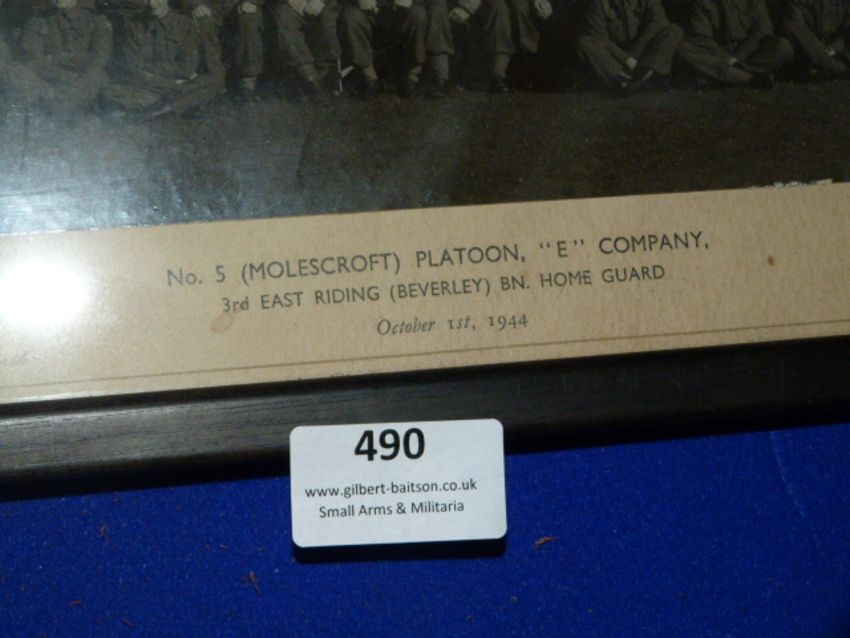 No. 5 (MOLESCROFT) PLATOON, "E" COMPANY,
3rd EAST RIDING (BEVERLEY) BN. HOME GUARD
October 1st, 1944
490
www.gilbert-baitson.co.uk
Small Arms & Militaria